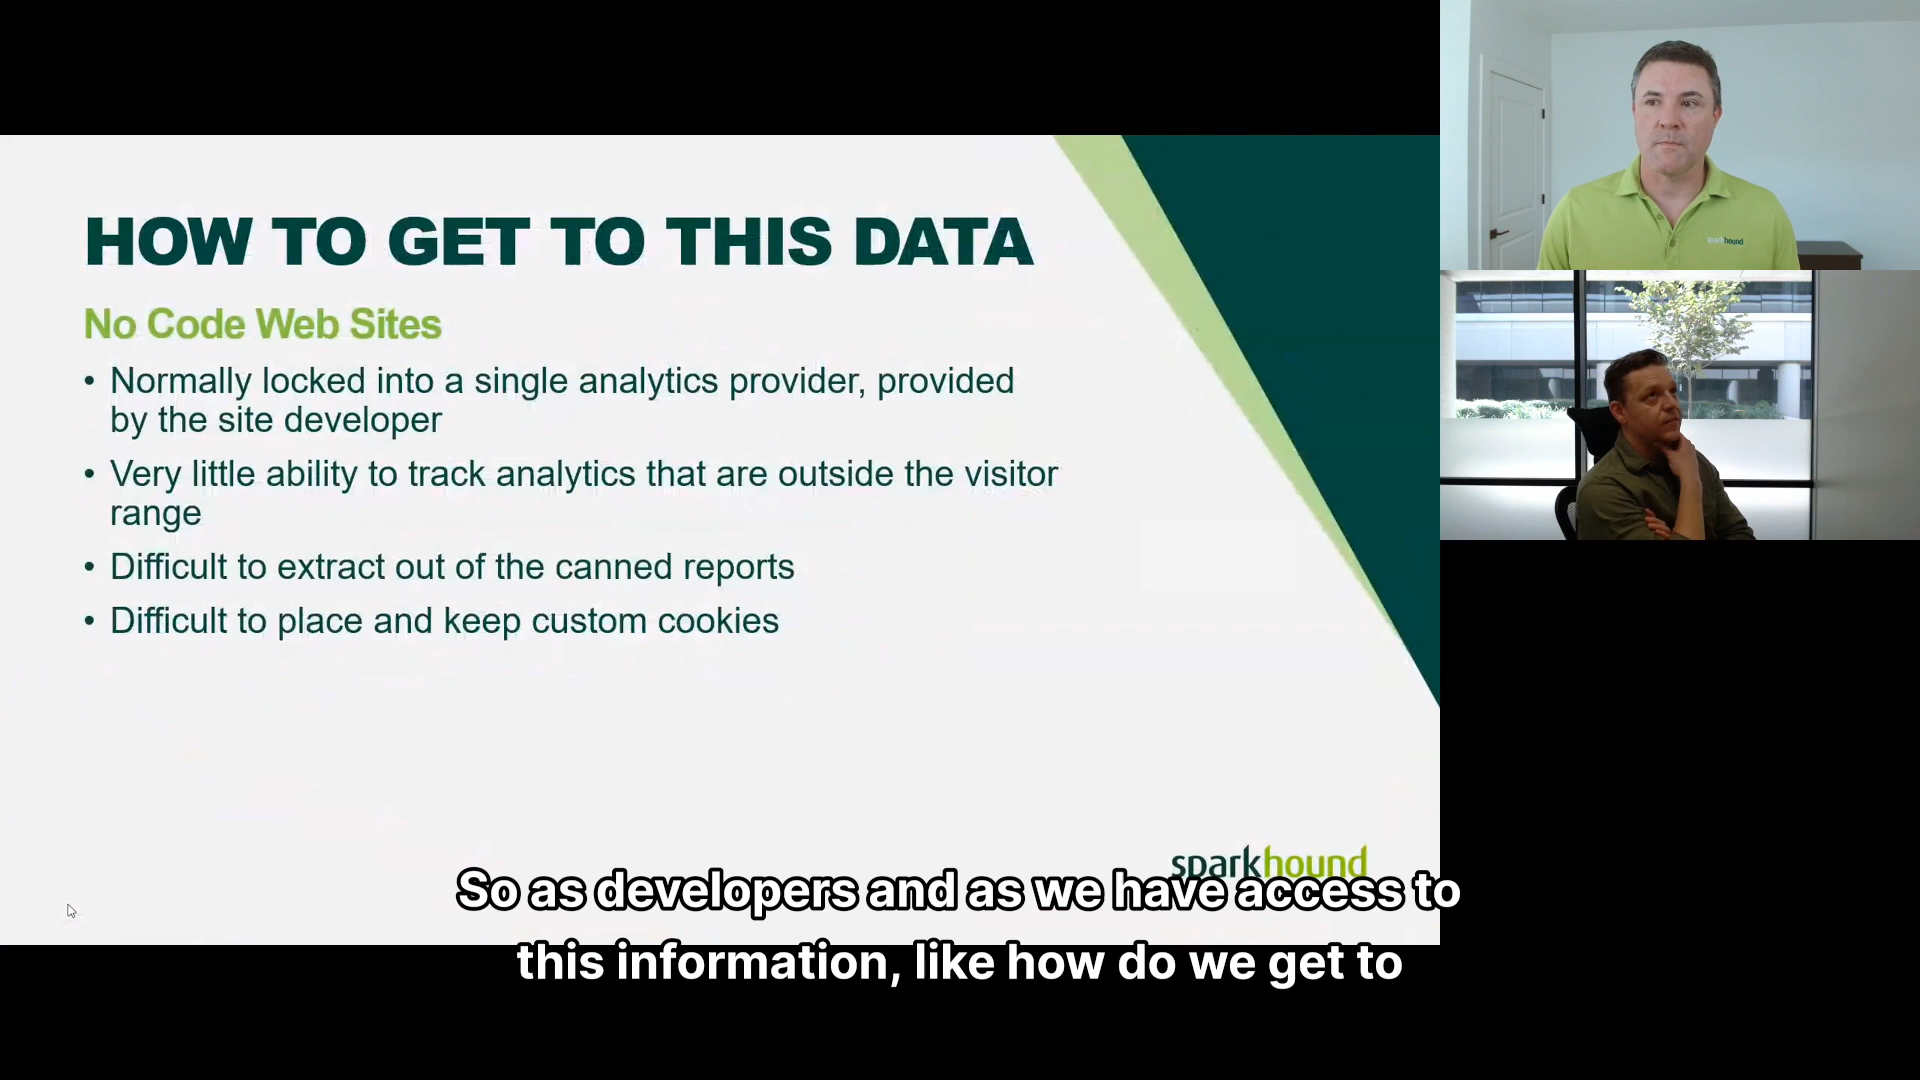 HOW TO GET TO THIS DATA
No Code Web Sites
• Normally locked into a single analytics provider, provided
by the site developer
• Very little ability to track analytics that are outside the visitor
range
• Difficult to extract out of the canned reports
• Difficult to place and keep custom cookies
sparkhound
So as developers and as we have access to
this information, like how do we get to
sparkhound